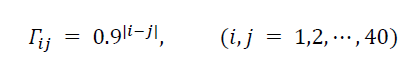 Γij = 0.9|i−j|, (i, j = 1,2, ⋯ , 40)